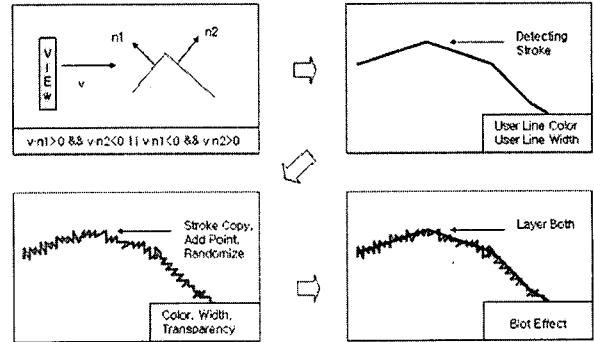 n1
n2
VIEW
v
v·n1>0 && v·n2<0 || v·n1<0 && v·n2>0
Detecting
Stroke
User Line Color
User Line Width
Stroke Copy,
Add Point,
Randomize
Color, Width,
Transparency
Layer Both
Blot Effect